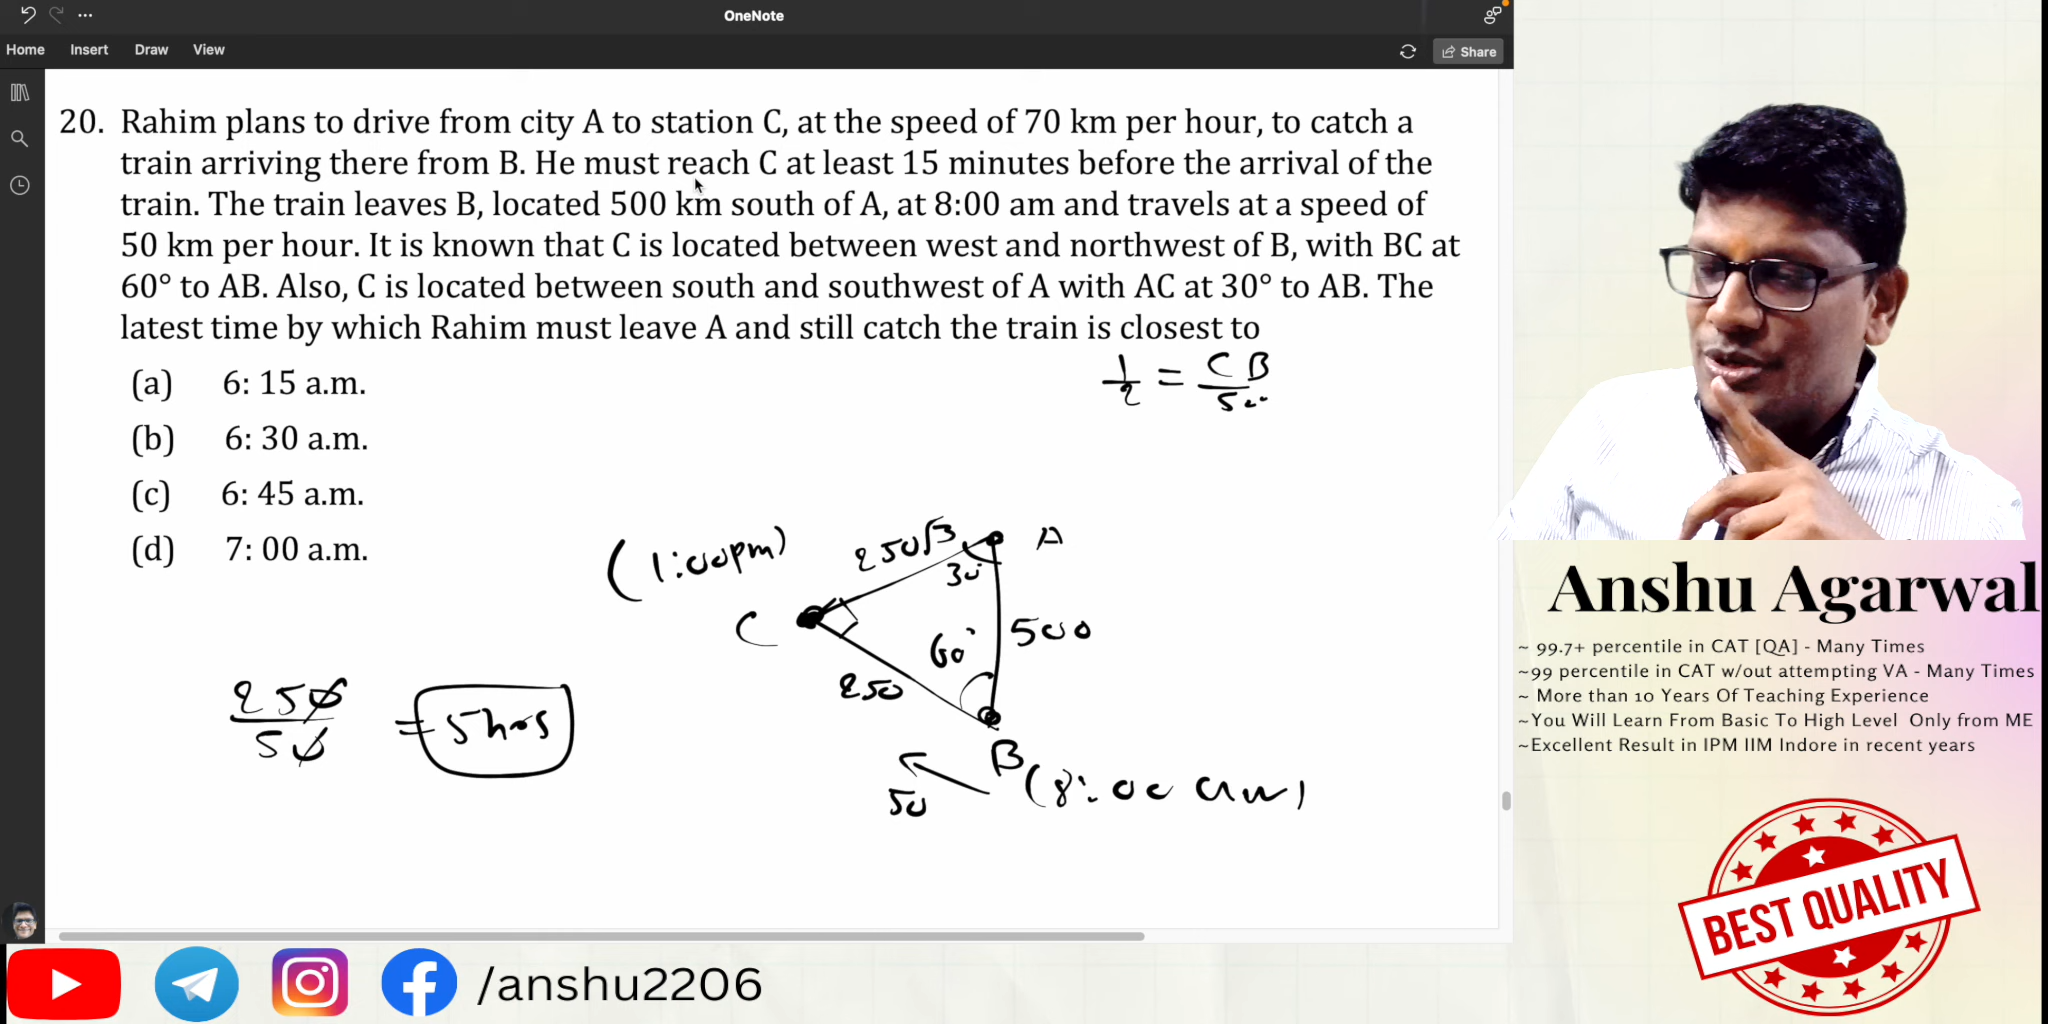 OneNote
Home Insert Draw View
Share
20. Rahim plans to drive from city A to station C, at the speed of 70 km per hour, to catch a
train arriving there from B. He must reach C at least 15 minutes before the arrival of the
train. The train leaves B, located 500 km south of A, at 8:00 am and travels at a speed of
50 km per hour. It is known that C is located between west and northwest of B, with BC at
60° to AB. Also, C is located between south and southwest of A with AC at 30° to AB. The
latest time by which Rahim must leave A and still catch the train is closest to
(a) 6: 15 a.m.
(b) 6: 30 a.m.
(c) 6: 45 a.m.
(d) 7: 00 a.m.
1/2 = CB/500
(1:00pm)
250√3
A
30°
C
60°
500
250
B
(8:00 am)
50
250/50 = 5hrs
Anshu Agarwal
~ 99.7+ percentile in CAT [QA] - Many Times
~99 percentile in CAT w/out attempting VA - Many Times
~ More than 10 Years Of Teaching Experience
~You Will Learn From Basic To High Level Only from ME
~Excellent Result in IPM IIM Indore in recent years
BEST QUALITY
/anshu2206